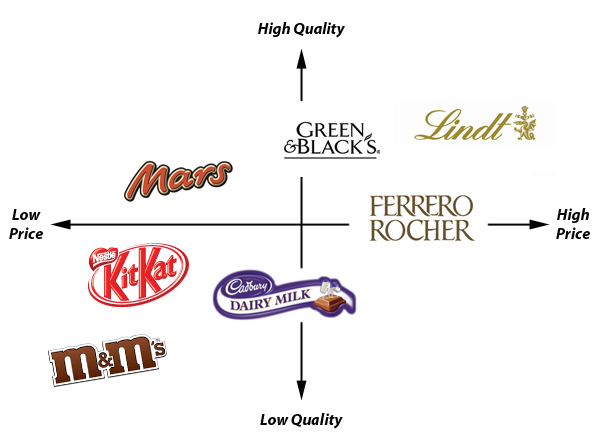 High Quality
GREEN
&BLACK'S®
Lindt
Mars
Low
Price
FERRERO
ROCHER
High
Price
Nestle
KitKat
Cadbury
DAIRY MILK
m&m's
Low Quality